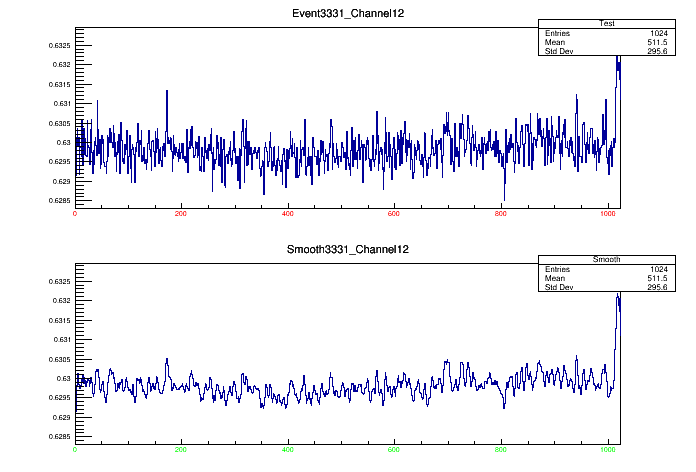 Event3331_Channel12
Test
Entries 1024
Mean 511.5
Std Dev 295.6
0.6325
0.632
0.6315
0.631
0.6305
0.63
0.6295
0.629
0.6285
0 200 400 600 800 1000
Smooth3331_Channel12
Smooth
Entries 1024
Mean 511.5
Std Dev 295.6
0.6325
0.632
0.6315
0.631
0.6305
0.63
0.6295
0.629
0.6285
0 200 400 600 800 1000